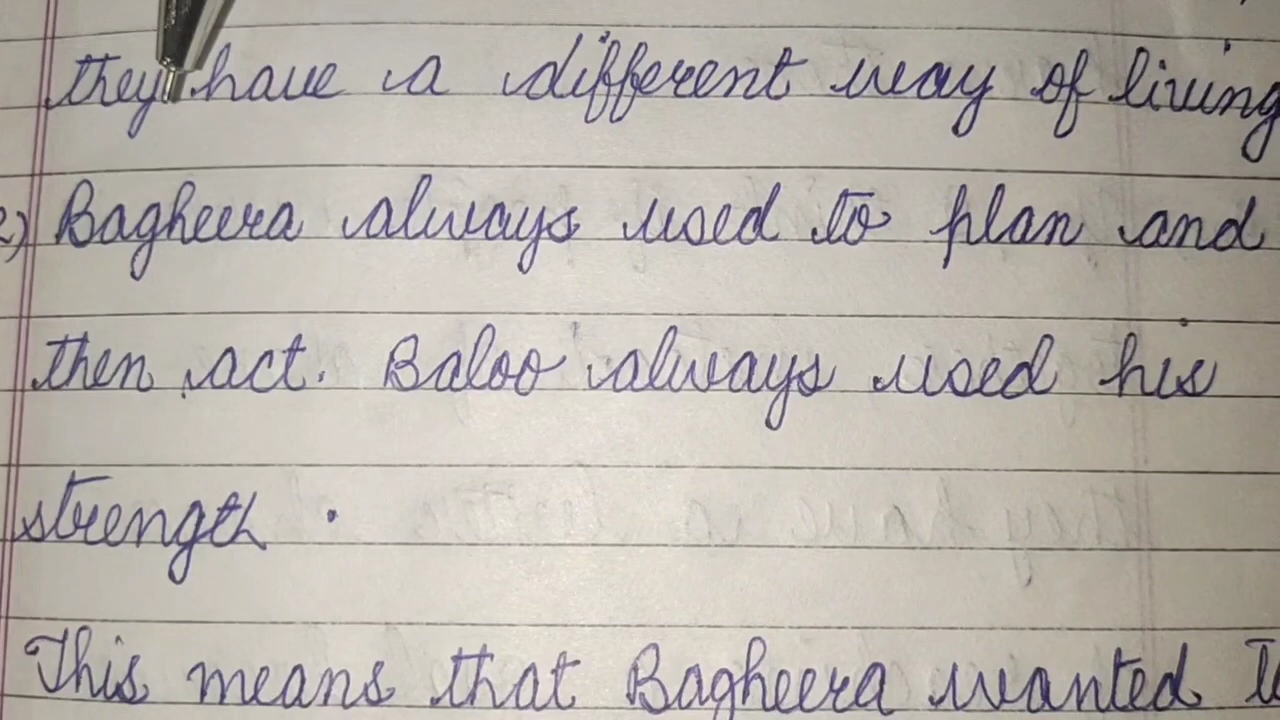 they have a different way of living
2) Bagheera always used to plan and
then act. Baloo always used his
strength .
This means that Bagheera wanted